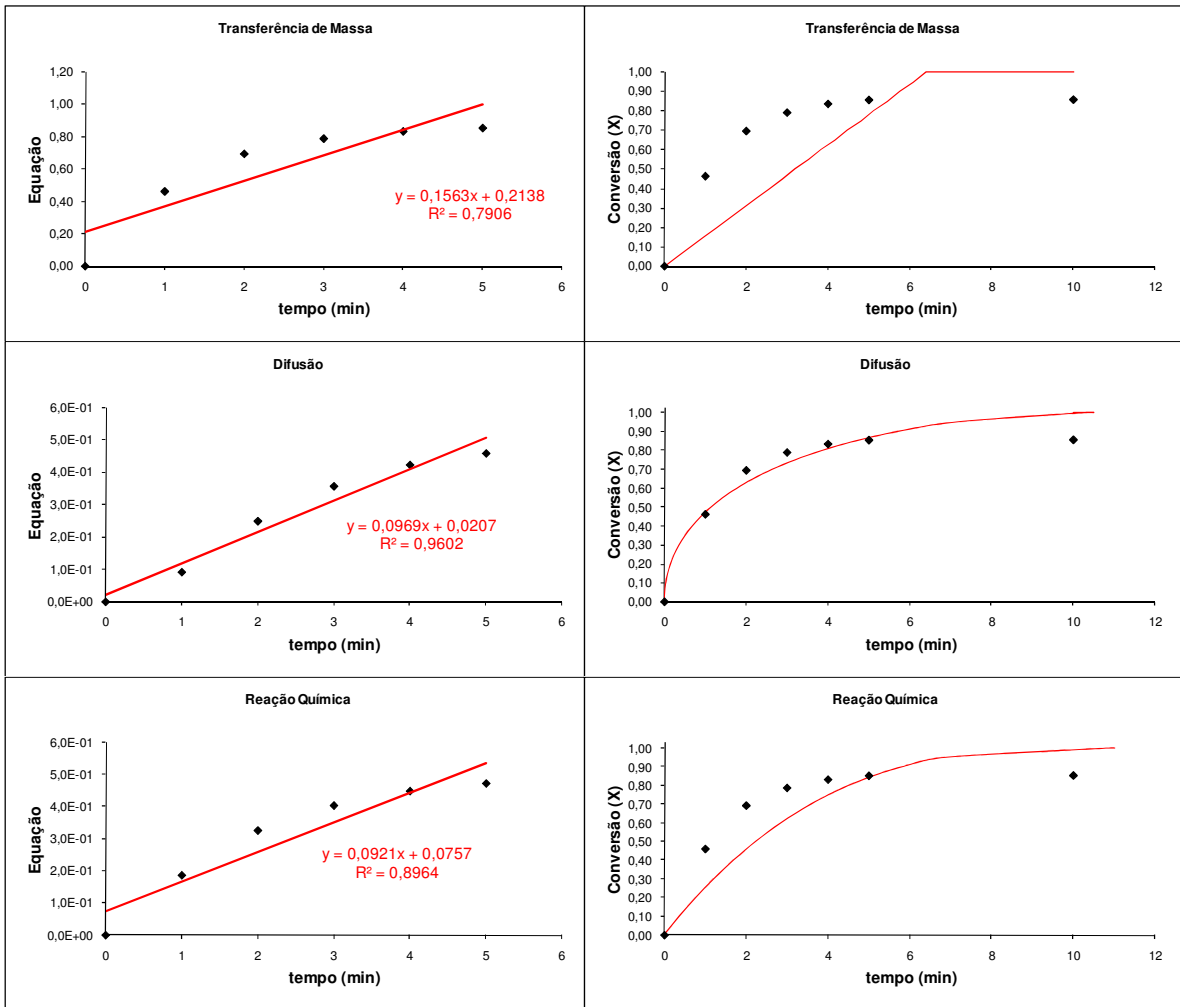 Transferência de Massa
1,20
1,00
0,80
0,60
0,40
0,20
0,00
Equação
y = 0,1563x + 0,2138
R² = 0,7906
0 1 2 3 4 5 6
tempo (min)
Transferência de Massa
1,00
0,90
0,80
0,70
0,60
0,50
0,40
0,30
0,20
0,10
0,00
Conversão (X)
0 2 4 6 8 10 12
tempo (min)
Difusão
6,0E-01
5,0E-01
4,0E-01
3,0E-01
2,0E-01
1,0E-01
0,0E+00
Equação
y = 0,0969x + 0,0207
R² = 0,9602
0 1 2 3 4 5 6
tempo (min)
Difusão
1,00
0,90
0,80
0,70
0,60
0,50
0,40
0,30
0,20
0,10
0,00
Conversão (X)
0 2 4 6 8 10 12
tempo (min)
Reação Química
6,0E-01
5,0E-01
4,0E-01
3,0E-01
2,0E-01
1,0E-01
0,0E+00
Equação
y = 0,0921x + 0,0757
R² = 0,8964
0 1 2 3 4 5 6
tempo (min)
Reação Química
1,00
0,90
0,80
0,70
0,60
0,50
0,40
0,30
0,20
0,10
0,00
Conversão (X)
0 2 4 6 8 10 12
tempo (min)